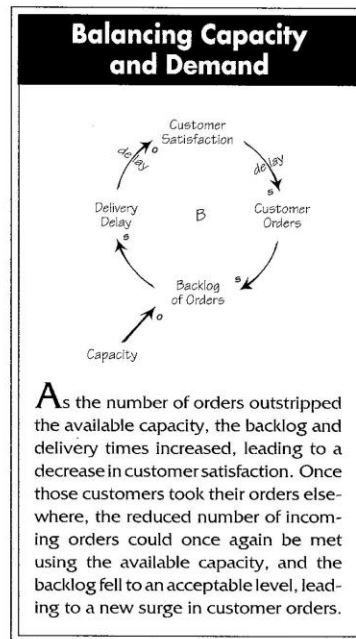 Balancing Capacity
and Demand
Customer
Satisfaction
delay
o
delay
s
Delivery
Delay
s
B
Customer
Orders
s
Backlog
of Orders
o
Capacity
As the number of orders outstripped
the available capacity, the backlog and
delivery times increased, leading to a
decrease in customer satisfaction. Once
those customers took their orders else-
where, the reduced number of incom-
ing orders could once again be met
using the available capacity, and the
backlog fell to an acceptable level, lead-
ing to a new surge in customer orders.